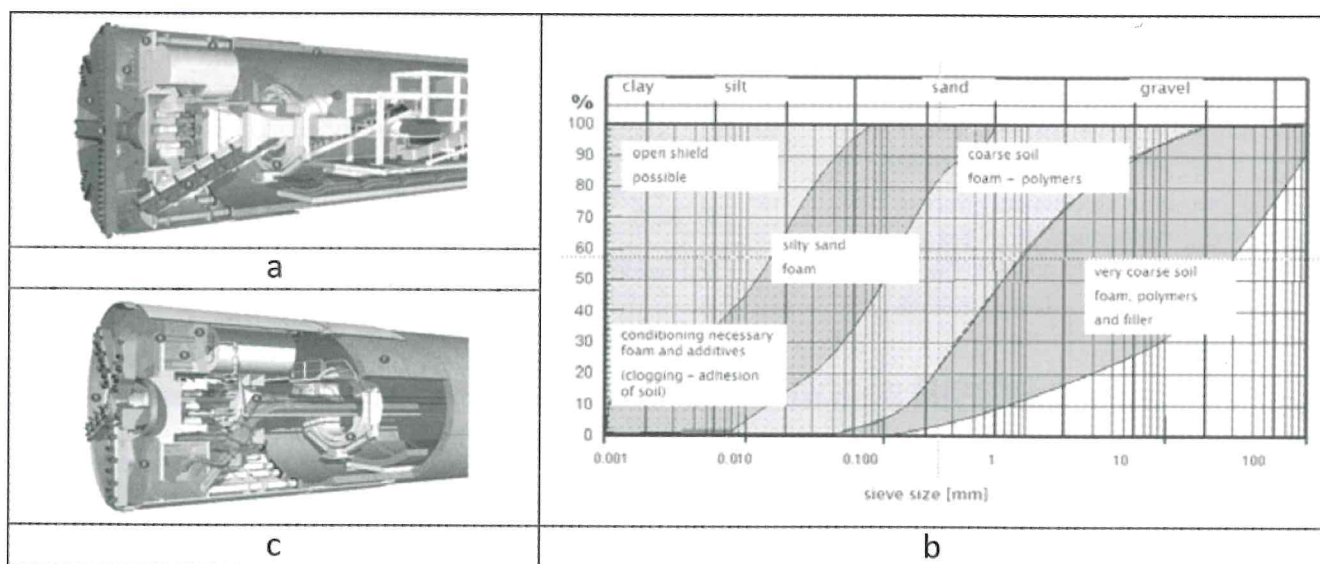 a
c
clay silt sand gravel
%
100
90
80
70
60
50
40
30
20
10
0
open shield
possible
coarse soil
foam – polymers
silty sand
foam
very coarse soil
foam, polymers
and filler
conditioning necessary
foam and additives
(clogging – adhesion
of soil)
0.001 0.010 0.100 1 10 100
sieve size [mm]
b